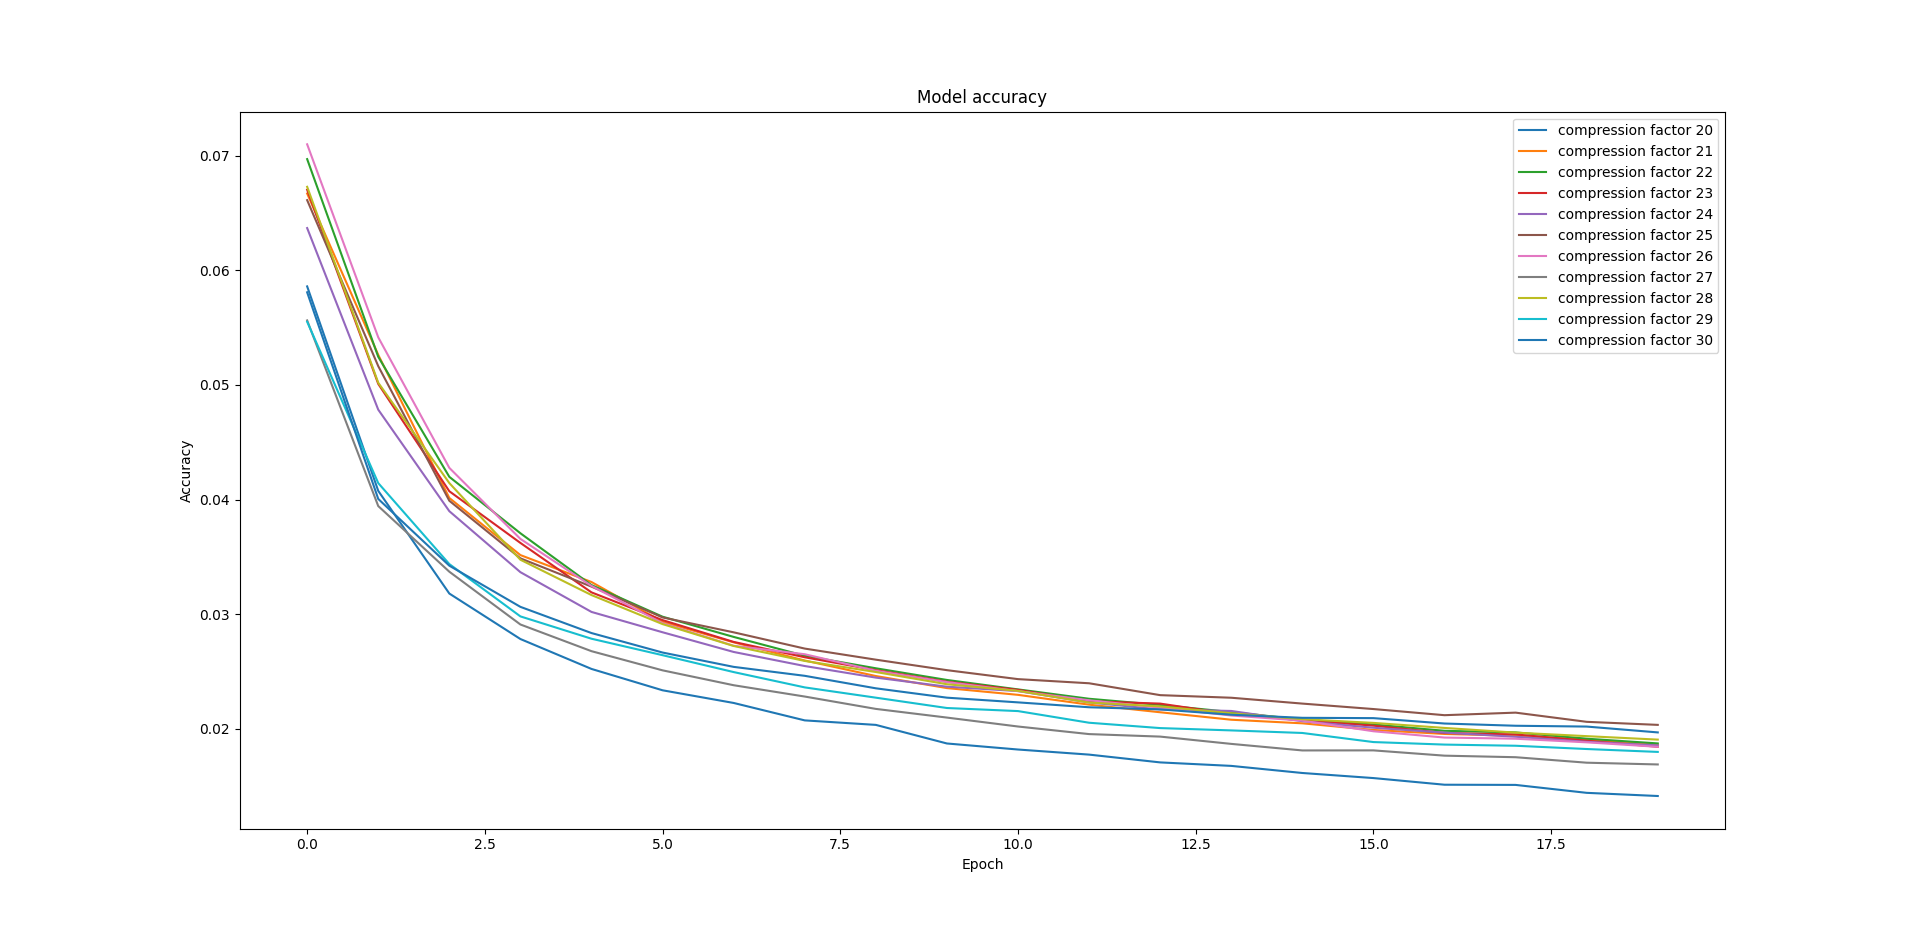 Model accuracy
0.07
0.06
0.05
0.04
0.03
0.02
Accuracy
compression factor 20
compression factor 21
compression factor 22
compression factor 23
compression factor 24
compression factor 25
compression factor 26
compression factor 27
compression factor 28
compression factor 29
compression factor 30
0.0 2.5 5.0 7.5 10.0 12.5 15.0 17.5
Epoch